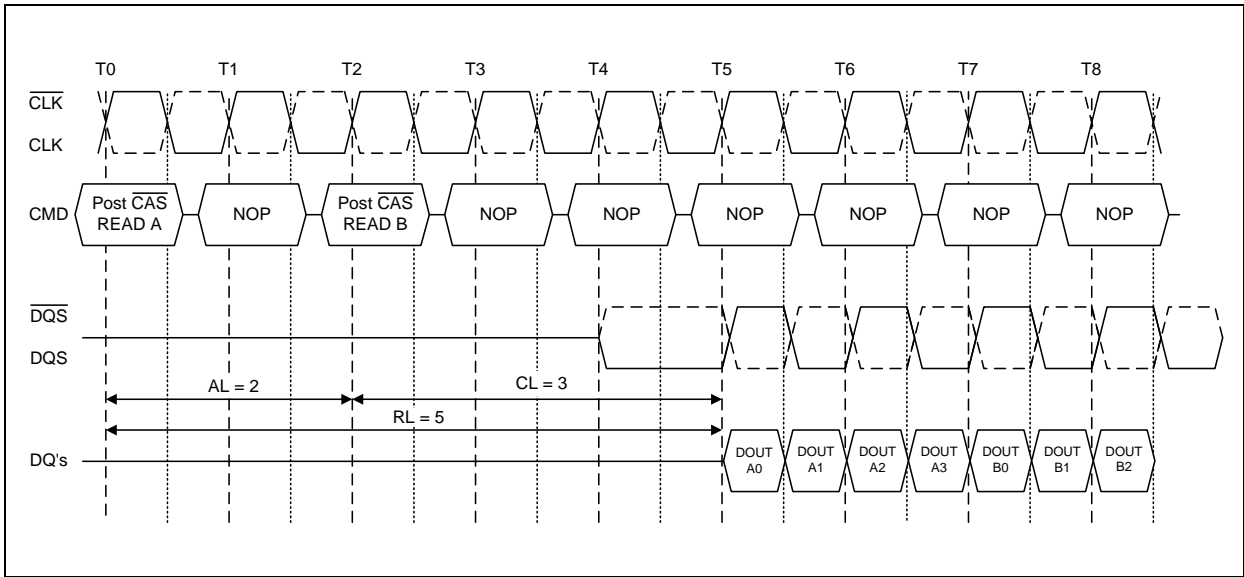 T0 T1 T2 T3 T4 T5 T6 T7 T8
CLK
CLK
CMD
Post CAS
READ A
NOP
Post CAS
READ B
NOP
NOP
NOP
NOP
NOP
NOP
DQS
DQS
AL = 2
CL = 3
RL = 5
DQ's
DOUT
A0
DOUT
A1
DOUT
A2
DOUT
A3
DOUT
B0
DOUT
B1
DOUT
B2